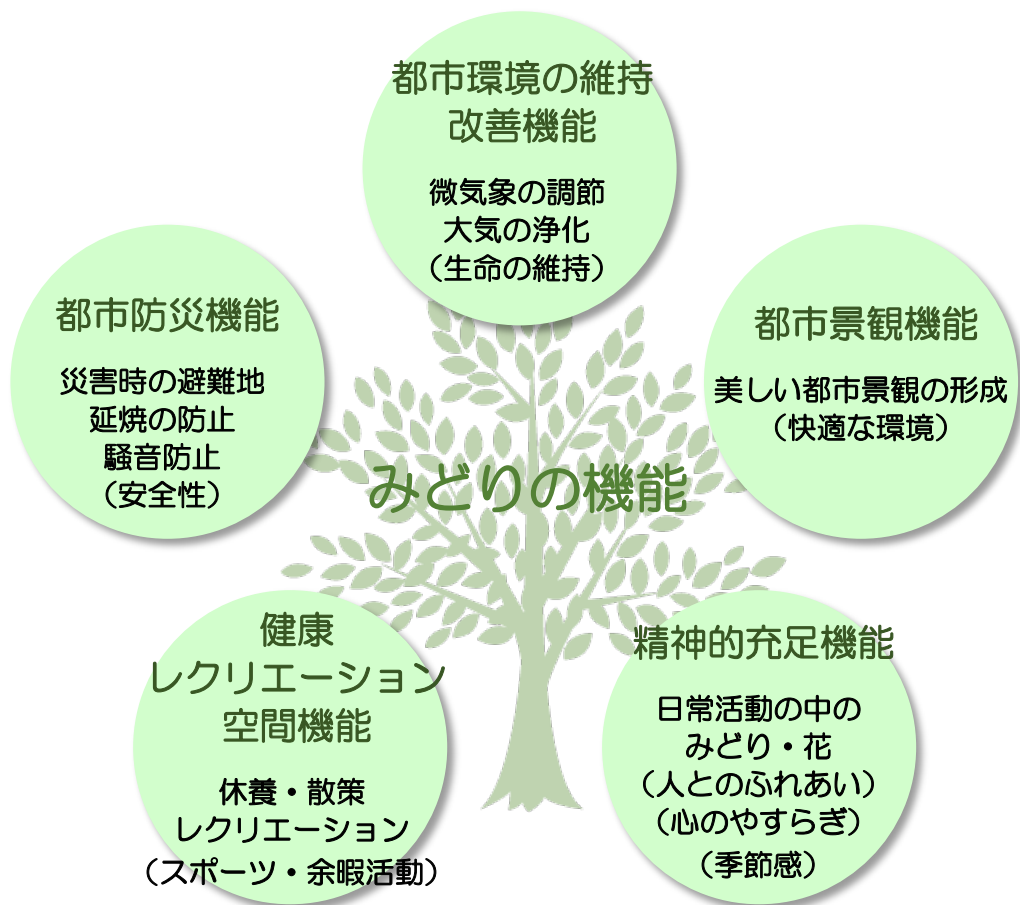 都市環境の維持
改善機能
微気象の調節
大気の浄化
（生命の維持）
都市防災機能
災害時の避難地
延焼の防止
騒音防止
（安全性）
都市景観機能
美しい都市景観の形成
（快適な環境）
みどりの機能
健康
レクリエーション
空間機能
休養・散策
レクリエーション
（スポーツ・余暇活動）
精神的充足機能
日常活動の中の
みどり・花
（人とのふれあい）
（心のやすらぎ）
（季節感）